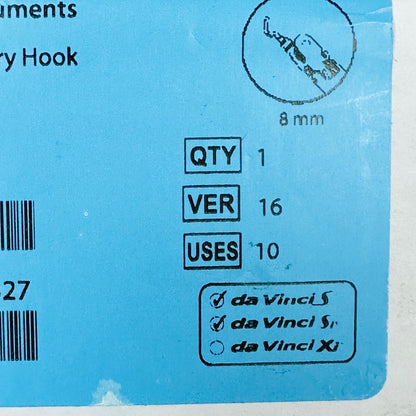 uments
ry Hook
8 mm
QTY 1
VER 16
USES 10
27
da Vinci S
da Vinci Si
da Vinci Xi